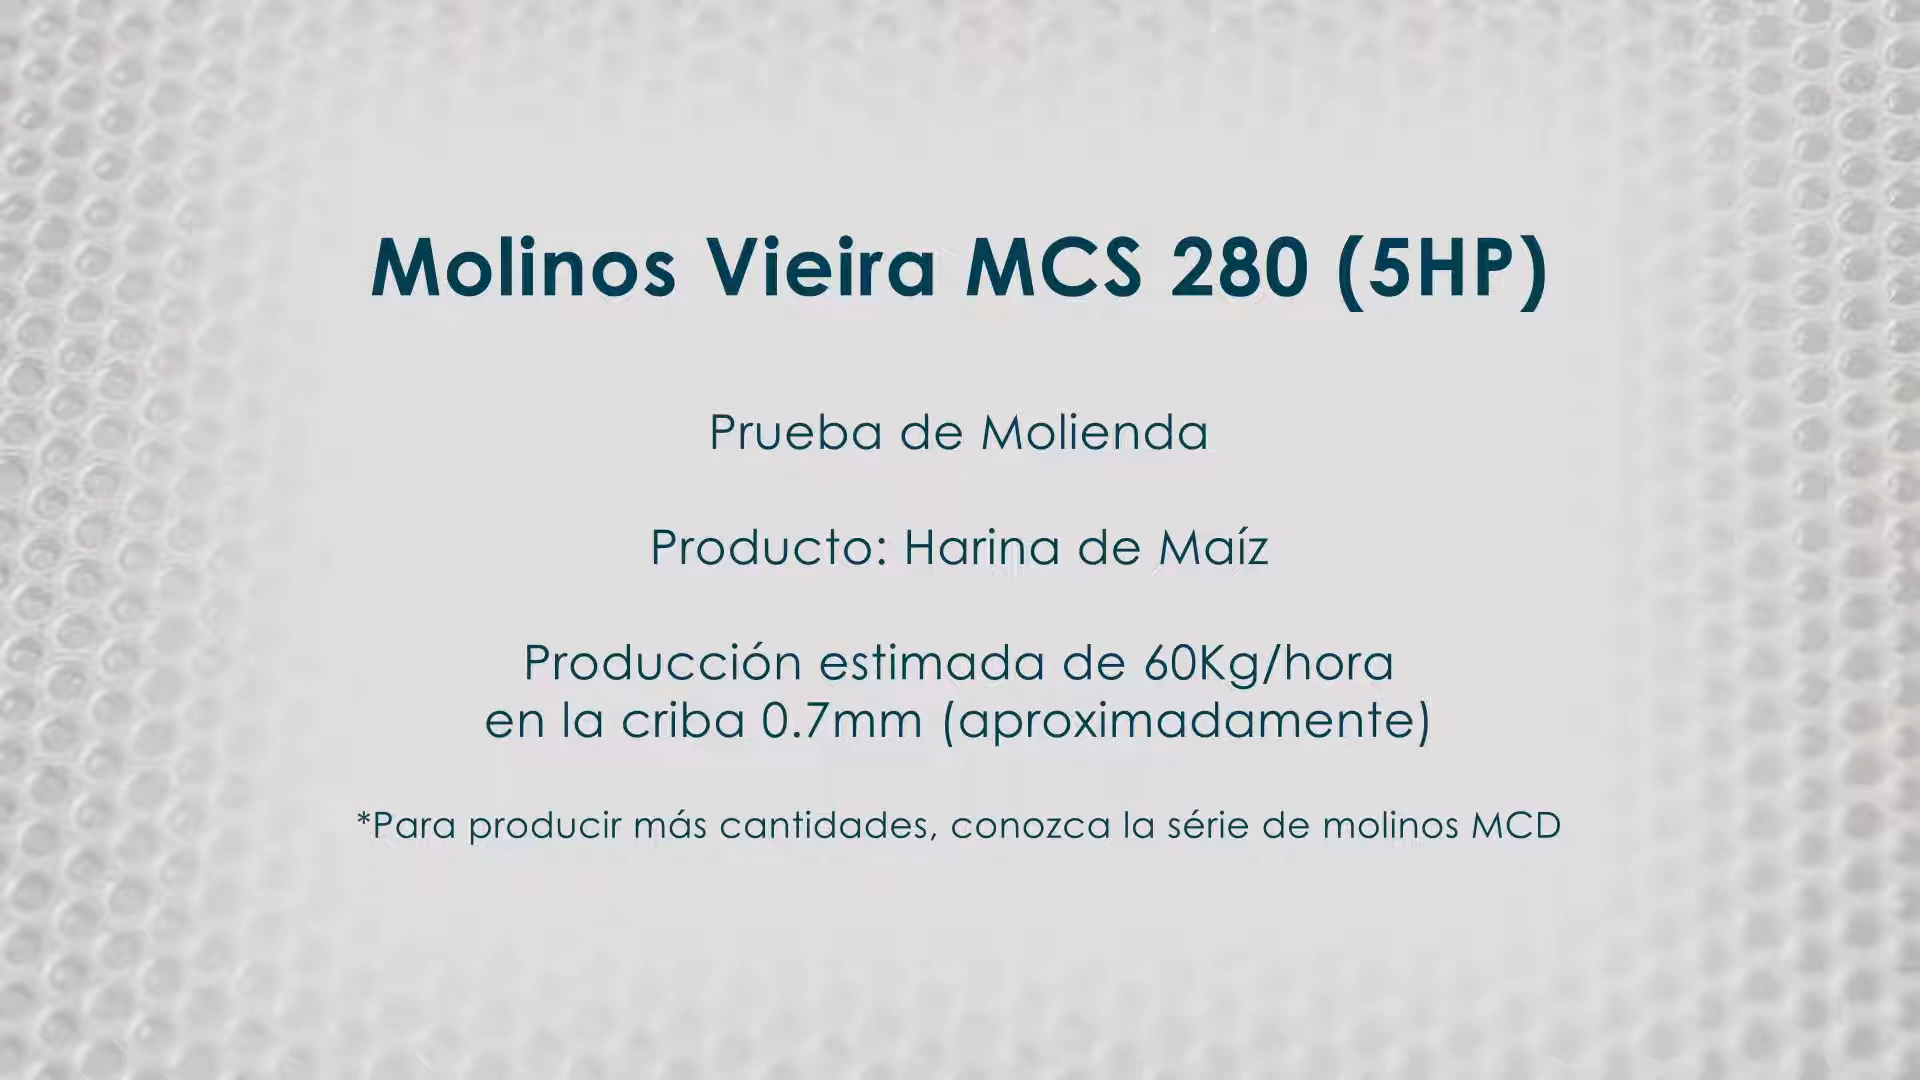 Molinos Vieira MCS 280 (5HP)
Prueba de Molienda
Producto: Harina de Maíz
Producción estimada de 60Kg/hora
en la criba 0.7mm (aproximadamente)
*Para producir más cantidades, conozca la série de molinos MCD